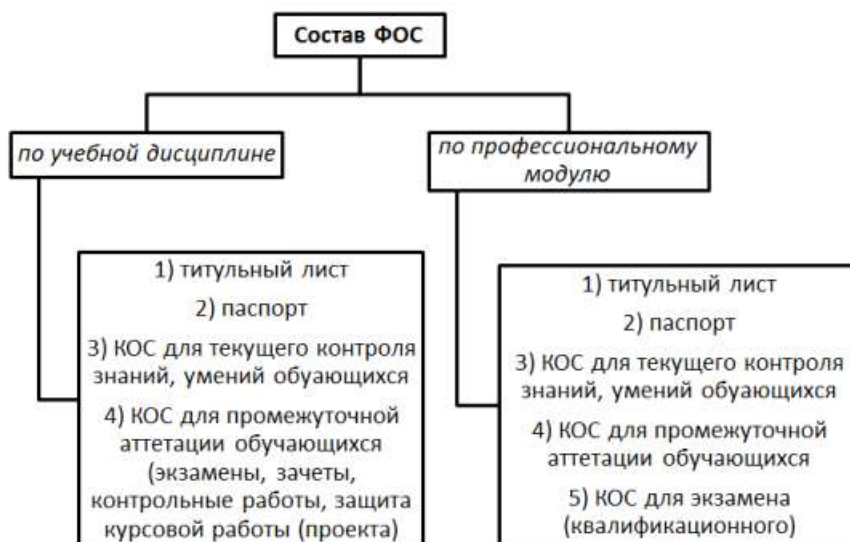 Состав ФОС
по учебной дисциплине
по профессиональному
модулю
1) титульный лист
2) паспорт
3) КОС для текущего контроля
знаний, умений обуающихся
4) КОС для промежуточной
аттетации обучающихся
(экзамены, зачеты,
контрольные работы, защита
курсовой работы (проекта)
1) титульный лист
2) паспорт
3) КОС для текущего контроля
знаний, умений обуающихся
4) КОС для промежуточной
аттетации обучающихся
5) КОС для экзамена
(квалификационного)